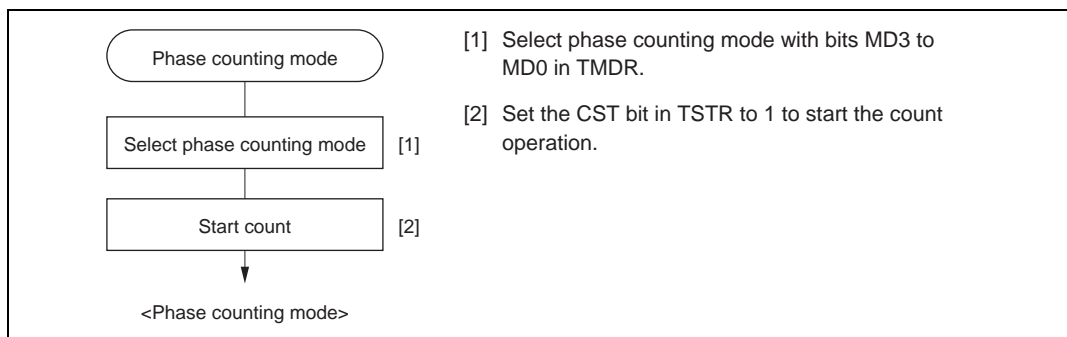 Phase counting mode
Select phase counting mode [1]
Start count [2]
<Phase counting mode>
[1] Select phase counting mode with bits MD3 to
MD0 in TMDR.
[2] Set the CST bit in TSTR to 1 to start the count
operation.